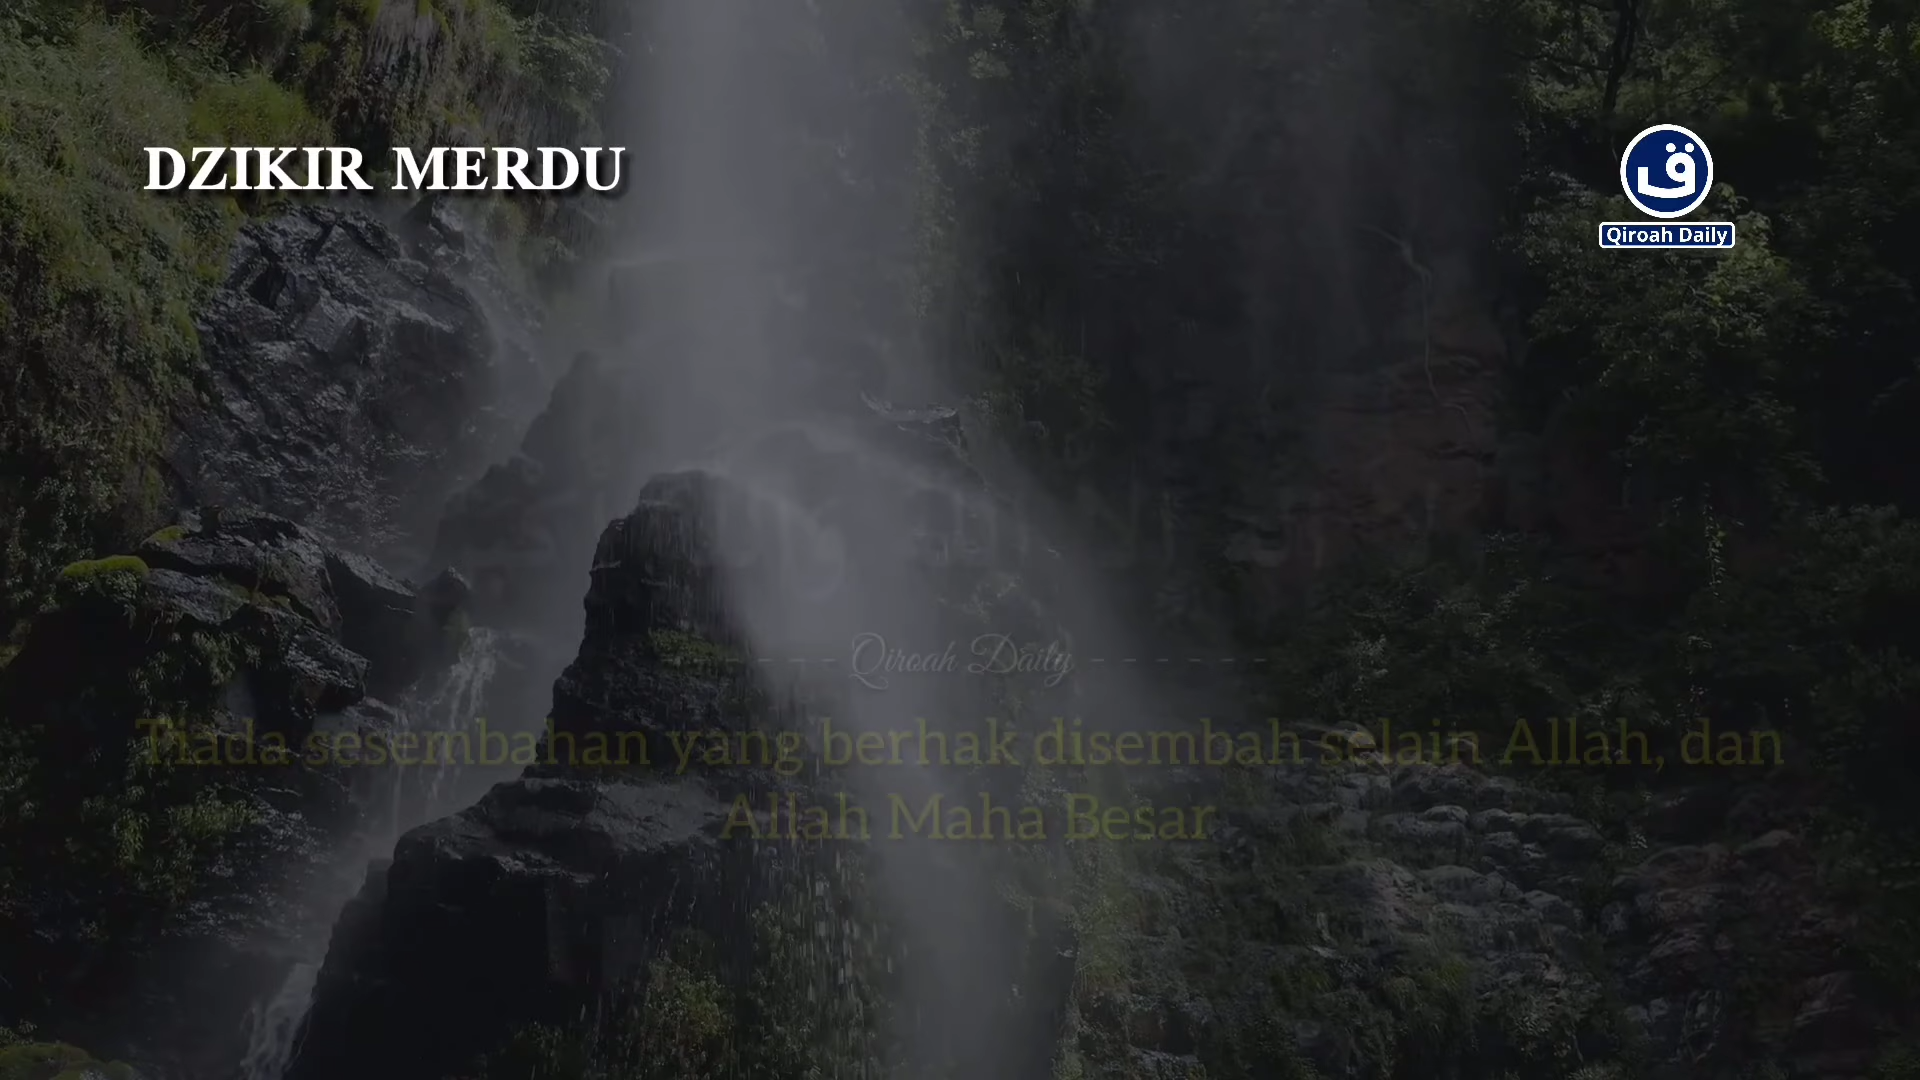 DZIKIR MERDU
Qiroah Daily
Qiroah Daily
Tiada sesembahan yang berhak disembah selain Allah, dan
Allah Maha Besar